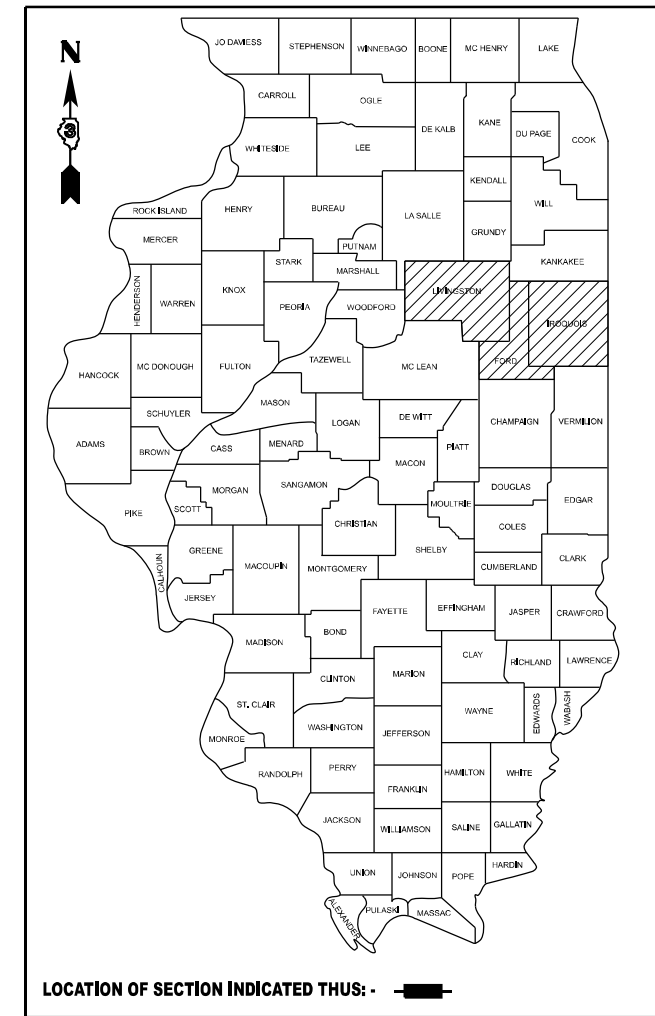 JO DAVIESS STEPHENSON WINNEBAGO BOONE MC HENRY LAKE
N
CARROLL OGLE DE KALB KANE DU PAGE COOK
3
WHITESIDE LEE
KENDALL
WILL
ROCK ISLAND HENRY BUREAU LA SALLE GRUNDY
MERCER PUTNAM
STARK MARSHALL KANKAKEE
HENDERSON WARREN KNOX PEORIA WOODFORD LIVINGSTON IROQUOIS
TAZEWELL FORD
HANCOCK MC DONOUGH FULTON MC LEAN
MASON
SCHUYLER LOGAN DE WITT CHAMPAIGN VERMILION
ADAMS BROWN CASS MENARD PIATT
MACON
MORGAN SANGAMON DOUGLAS
PIKE SCOTT MOULTRIE EDGAR
CHRISTIAN COLES
GREENE SHELBY
CALHOUN MACOUPIN MONTGOMERY CUMBERLAND CLARK
JERSEY
FAYETTE EFFINGHAM JASPER CRAWFORD
MADISON BOND
CLAY RICHLAND LAWRENCE
CLINTON MARION
ST. CLAIR WAYNE EDWARDS WABASH
WASHINGTON JEFFERSON
MONROE
RANDOLPH PERRY HAMILTON WHITE
FRANKLIN
JACKSON WILLIAMSON SALINE GALLATIN
HARDIN
UNION JOHNSON POPE
ALEXANDER PULASKI MASSAC
LOCATION OF SECTION INDICATED THUS: -